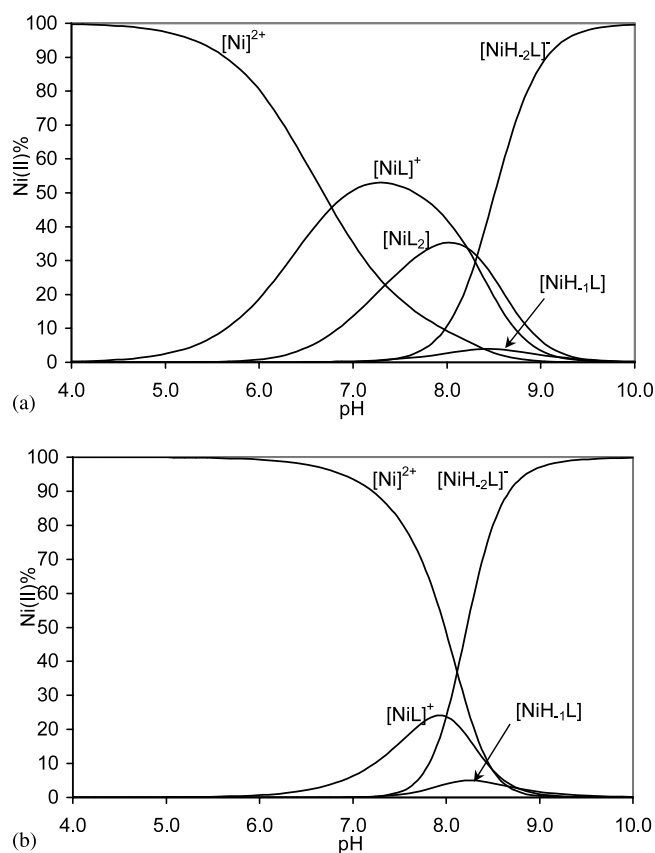 100
90
80
70
60
50
40
30
20
10
0
Ni(II)%
[Ni]²⁺
[NiH₋₂L]⁻
[NiL]⁺
[NiL₂]
[NiH₋₁L]
4.0 5.0 6.0 7.0 8.0 9.0 10.0
(a) pH
100
90
80
70
60
50
40
30
20
10
0
Ni(II)%
[Ni]²⁺ [NiH₋₂L]⁻
[NiL]⁺ [NiH₋₁L]
4.0 5.0 6.0 7.0 8.0 9.0 10.0
(b) pH